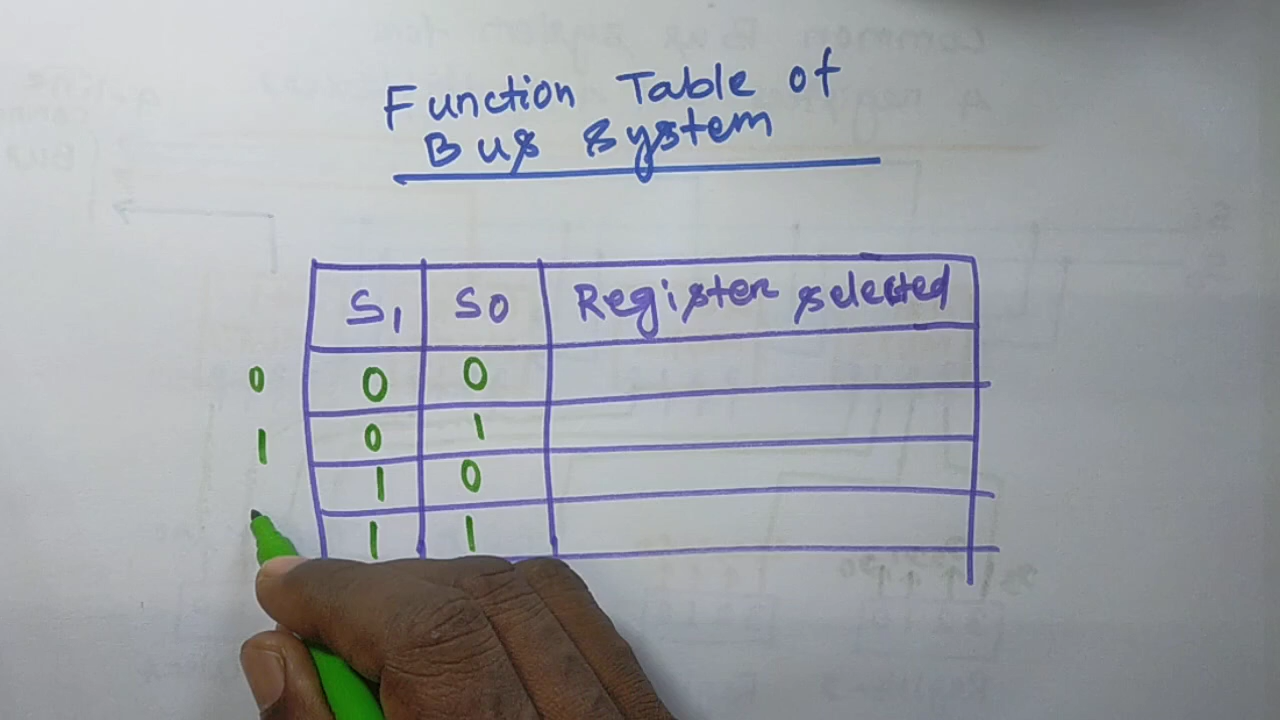 Function Table of
Bus system
S1 S0 Register selected
0 0 0
1 0 1
1 0
1 1